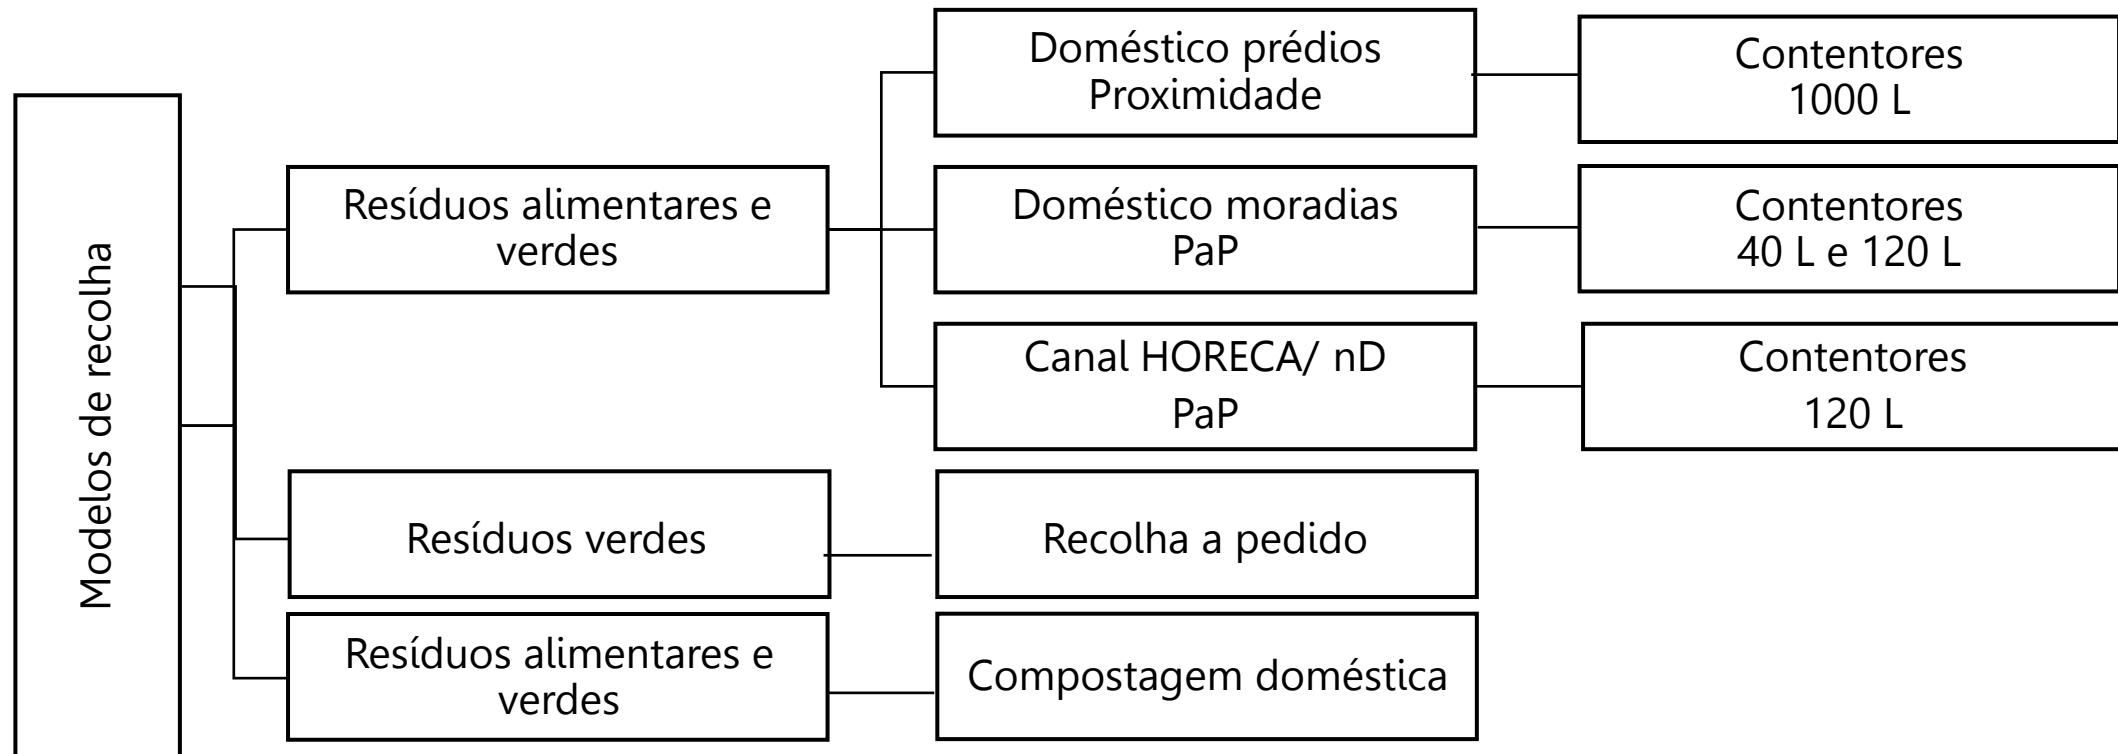 Modelos de recolha
Resíduos alimentares e
verdes
Doméstico prédios
Proximidade
Contentores
1000 L
Doméstico moradias
PaP
Contentores
40 L e 120 L
Canal HORECA/ nD
PaP
Contentores
120 L
Resíduos verdes
Recolha a pedido
Resíduos alimentares e
verdes
Compostagem doméstica